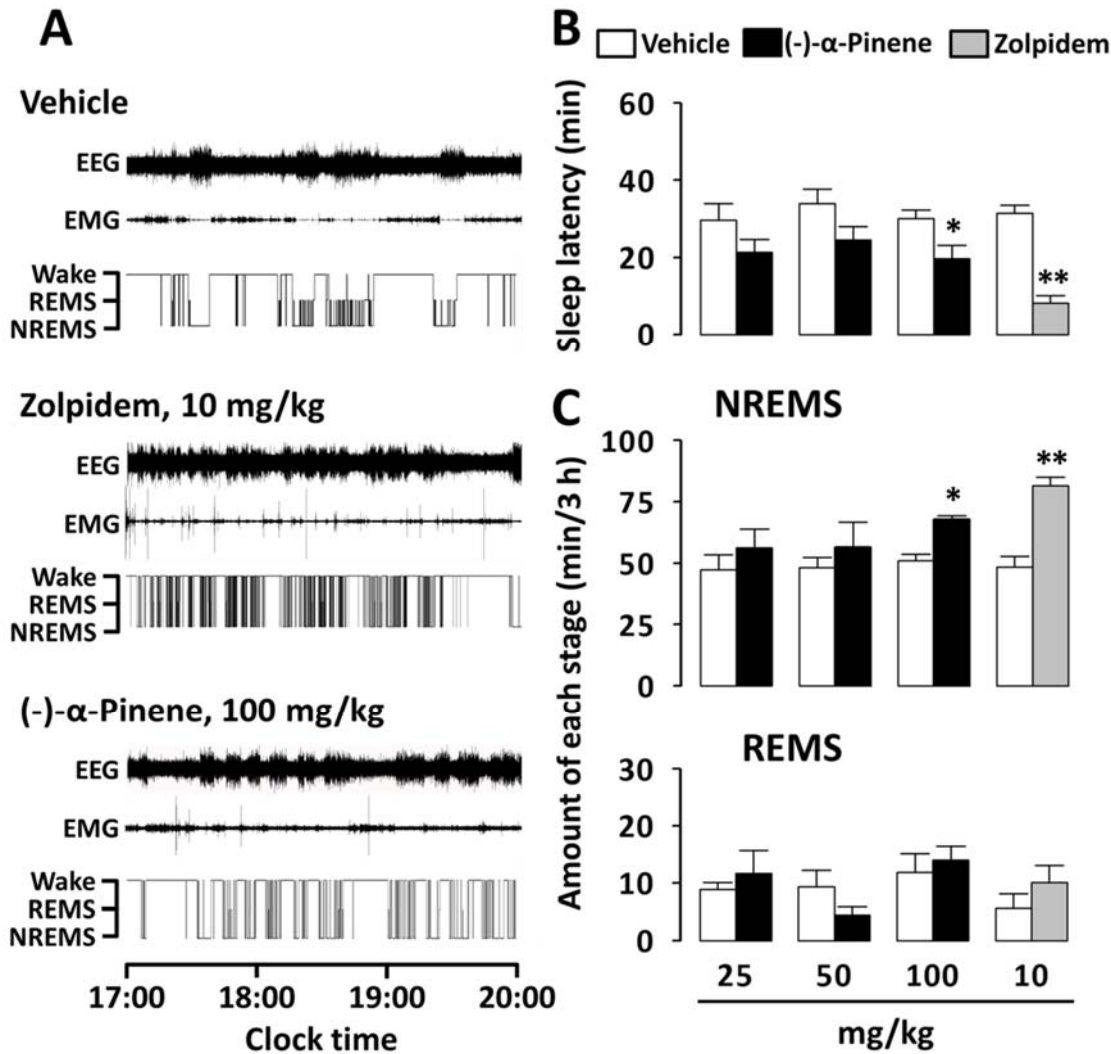 A
Vehicle
EEG
EMG
Wake
REMS
NREMS
Zolpidem, 10 mg/kg
EEG
EMG
Wake
REMS
NREMS
(-)-α-Pinene, 100 mg/kg
EEG
EMG
Wake
REMS
NREMS
17:00 18:00 19:00 20:00
Clock time
B
Vehicle (-)-α-Pinene Zolpidem
Sleep latency (min)
60
40
20
0
*
**
C
NREMS
Amount of each stage (min/3 h)
100
75
50
25
0
*
**
REMS
30
20
10
0
25 50 100 10
mg/kg